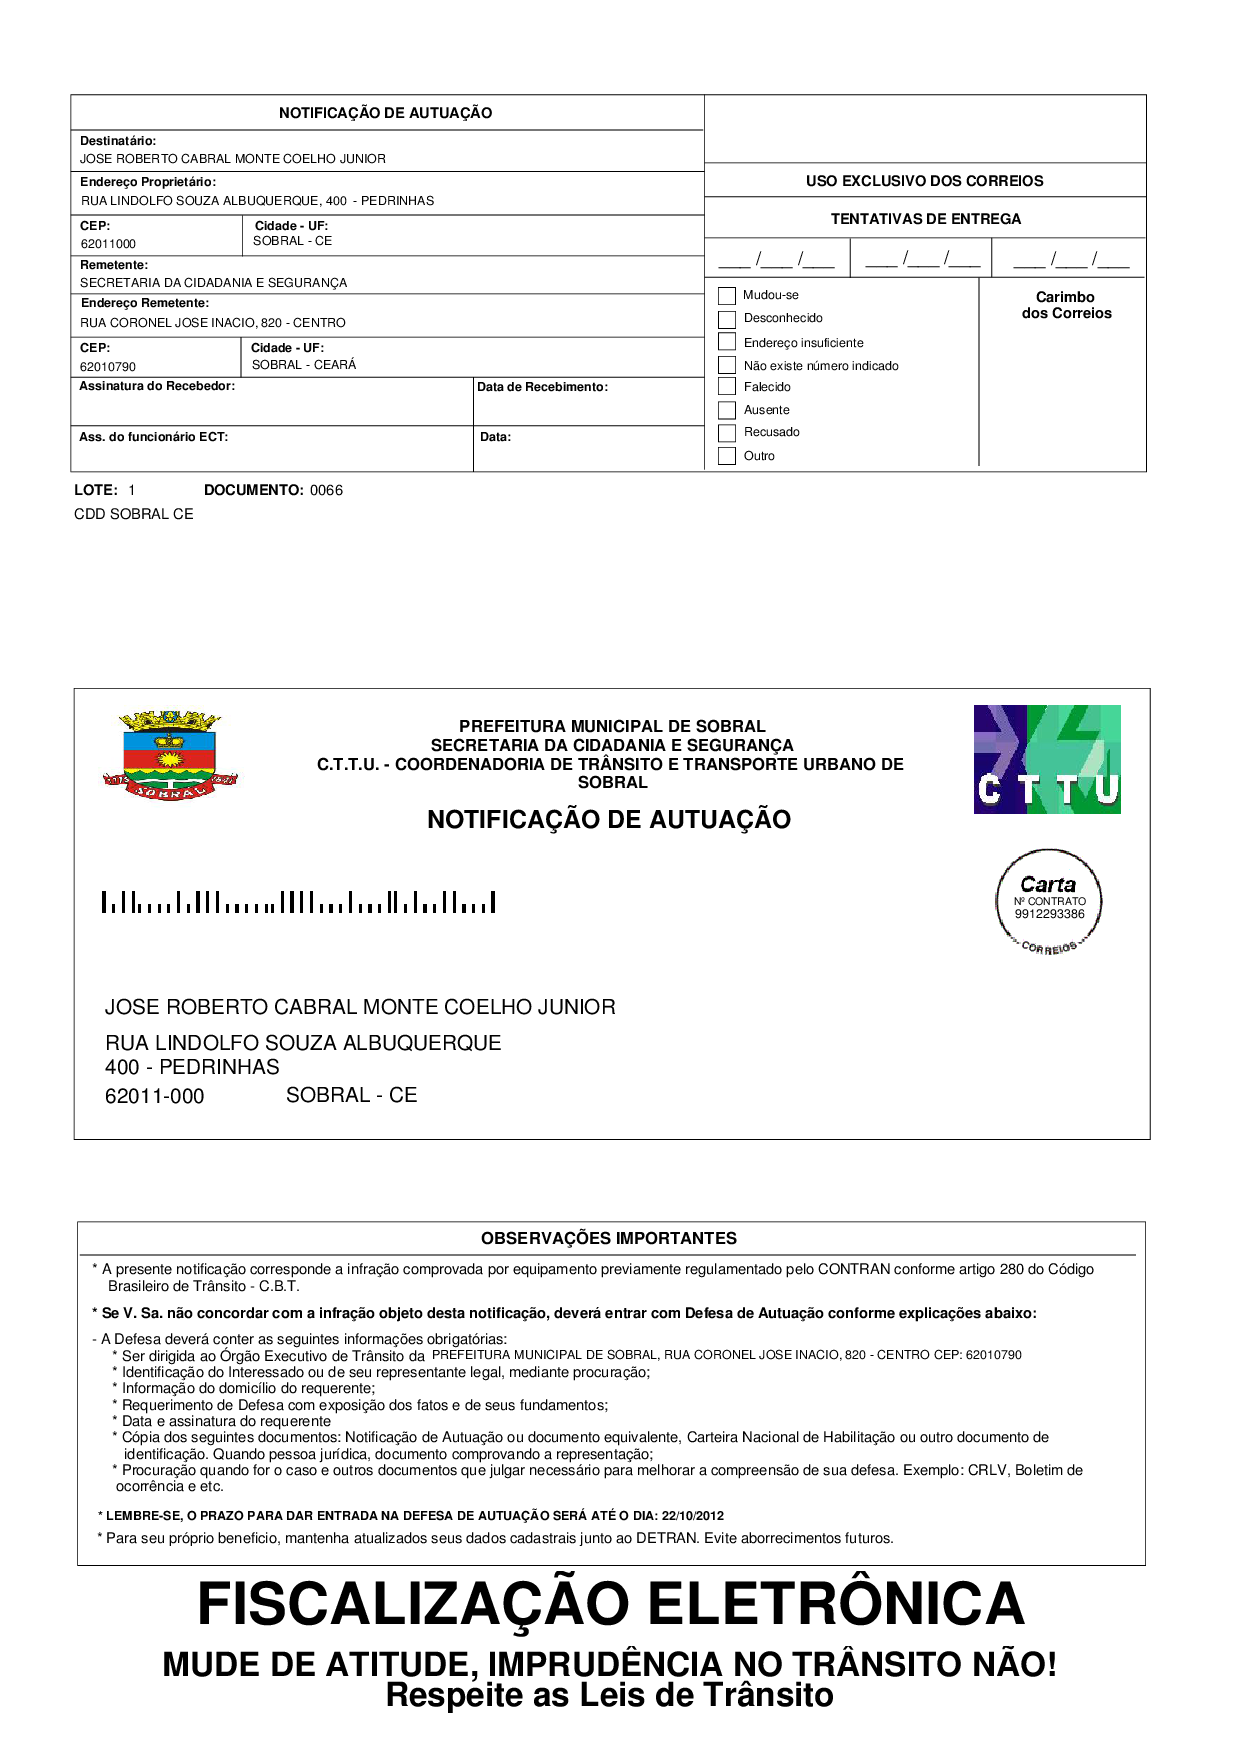 NOTIFICAÇÃO DE AUTUAÇÃO
Destinatário:
JOSE ROBERTO CABRAL MONTE COELHO JUNIOR
Endereço Proprietário:
RUA LINDOLFO SOUZA ALBUQUERQUE, 400 - PEDRINHAS
CEP: Cidade - UF:
62011000 SOBRAL - CE
Remetente:
SECRETARIA DA CIDADANIA E SEGURANÇA
Endereço Remetente:
RUA CORONEL JOSE INACIO, 820 - CENTRO
CEP: Cidade - UF:
62010790 SOBRAL - CEARÁ
Assinatura do Recebedor: Data de Recebimento:
Ass. do funcionário ECT: Data:
USO EXCLUSIVO DOS CORREIOS
TENTATIVAS DE ENTREGA
___ /___ /___ ___ /___ /___ ___ /___ /___
Mudou-se
Desconhecido
Endereço insuficiente
Não existe número indicado
Falecido
Ausente
Recusado
Outro
Carimbo
dos Correios
LOTE: 1 DOCUMENTO: 0066
CDD SOBRAL CE
SOBRAL
PREFEITURA MUNICIPAL DE SOBRAL
SECRETARIA DA CIDADANIA E SEGURANÇA
C.T.T.U. - COORDENADORIA DE TRÂNSITO E TRANSPORTE URBANO DE
SOBRAL
NOTIFICAÇÃO DE AUTUAÇÃO
CTTU
Carta
Nº CONTRATO
9912293386
CORREIOS
JOSE ROBERTO CABRAL MONTE COELHO JUNIOR
RUA LINDOLFO SOUZA ALBUQUERQUE
400 - PEDRINHAS
62011-000 SOBRAL - CE
OBSERVAÇÕES IMPORTANTES
* A presente notificação corresponde a infração comprovada por equipamento previamente regulamentado pelo CONTRAN conforme artigo 280 do Código
Brasileiro de Trânsito - C.B.T.
* Se V. Sa. não concordar com a infração objeto desta notificação, deverá entrar com Defesa de Autuação conforme explicações abaixo:
- A Defesa deverá conter as seguintes informações obrigatórias:
* Ser dirigida ao Órgão Executivo de Trânsito da PREFEITURA MUNICIPAL DE SOBRAL, RUA CORONEL JOSE INACIO, 820 - CENTRO CEP: 62010790
* Identificação do Interessado ou de seu representante legal, mediante procuração;
* Informação do domicílio do requerente;
* Requerimento de Defesa com exposição dos fatos e de seus fundamentos;
* Data e assinatura do requerente
* Cópia dos seguintes documentos: Notificação de Autuação ou documento equivalente, Carteira Nacional de Habilitação ou outro documento de
identificação. Quando pessoa jurídica, documento comprovando a representação;
* Procuração quando for o caso e outros documentos que julgar necessário para melhorar a compreensão de sua defesa. Exemplo: CRLV, Boletim de
ocorrência e etc.
* LEMBRE-SE, O PRAZO PARA DAR ENTRADA NA DEFESA DE AUTUAÇÃO SERÁ ATÉ O DIA: 22/10/2012
* Para seu próprio beneficio, mantenha atualizados seus dados cadastrais junto ao DETRAN. Evite aborrecimentos futuros.
FISCALIZAÇÃO ELETRÔNICA
MUDE DE ATITUDE, IMPRUDÊNCIA NO TRÂNSITO NÃO!
Respeite as Leis de Trânsito